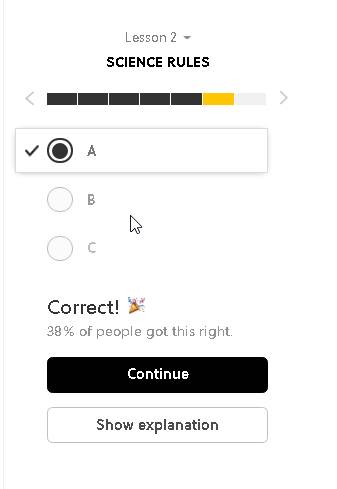 Lesson 2
SCIENCE RULES
A
B
C
Correct! 🎉
38% of people got this right.
Continue
Show explanation